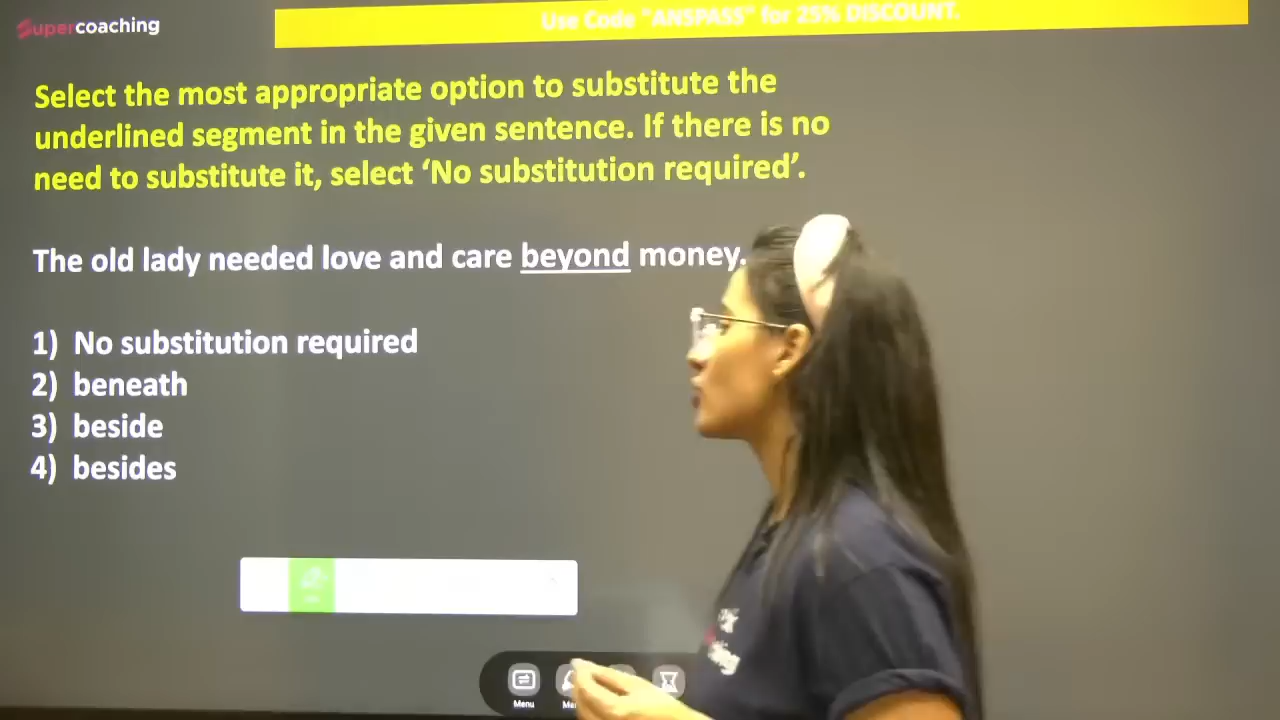 Supercoaching
Use Code "ANSPASS" for 25% DISCOUNT.
Select the most appropriate option to substitute the
underlined segment in the given sentence. If there is no
need to substitute it, select ‘No substitution required’.
The old lady needed love and care beyond money.
1) No substitution required
2) beneath
3) beside
4) besides
Menu